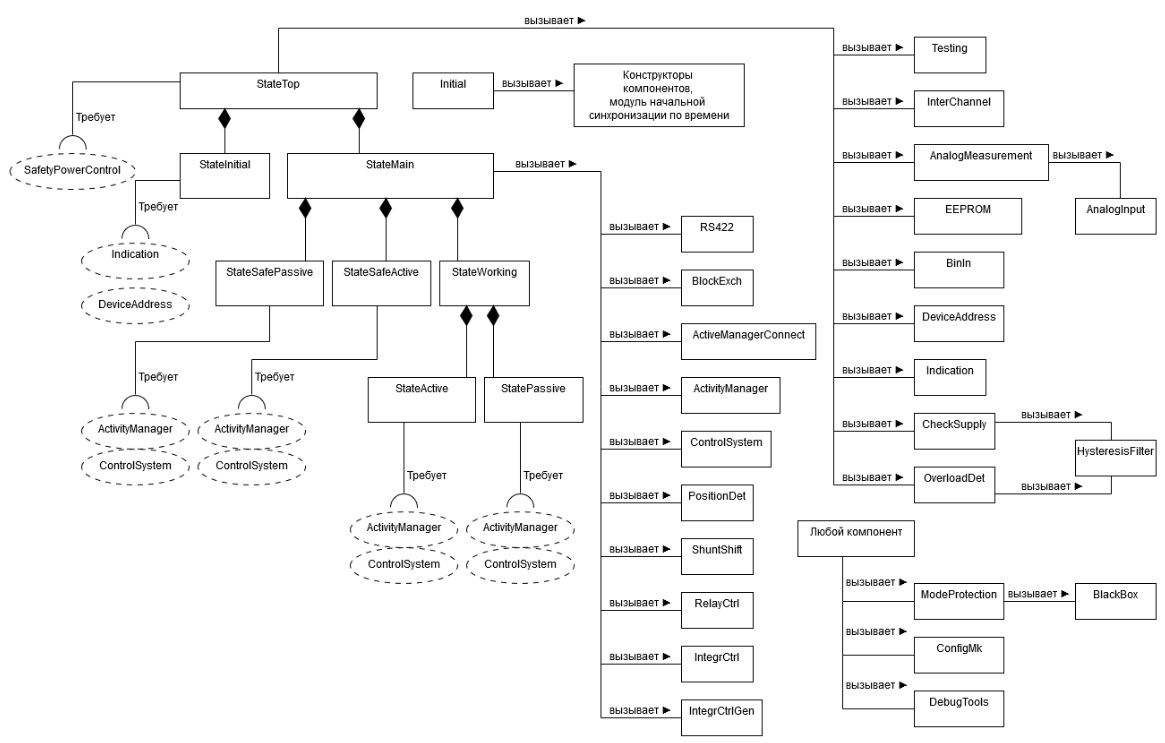 вызывает
StateTop
Initial
вызывает
Конструкторы
компонентов,
модуль начальной
синхронизации по времени
вызывает
Testing
Требует
вызывает
InterChannel
SafetyPowerControl
StateInitial
StateMain
вызывает
вызывает
AnalogMeasurement
вызывает
Требует
Indication
DeviceAddress
вызывает
EEPROM
AnalogInput
вызывает
RS422
StateSafePassive
StateSafeActive
StateWorking
вызывает
BinIn
вызывает
BlockExch
вызывает
DeviceAddress
вызывает
ActiveManagerConnect
Требует
Требует
вызывает
Indication
StateActive
StatePassive
вызывает
ActivityManager
ActivityManager
ControlSystem
ActivityManager
ControlSystem
вызывает
CheckSupply
вызывает
вызывает
ControlSystem
HysteresisFilter
Требует
Требует
вызывает
OverloadDet
вызывает
вызывает
PositionDet
ActivityManager
ControlSystem
ActivityManager
ControlSystem
Любой компонент
вызывает
ShuntShift
вызывает
ModeProtection
вызывает
BlackBox
вызывает
RelayCtrl
вызывает
ConfigMk
вызывает
IntegrCtrl
вызывает
DebugTools
вызывает
IntegrCtrlGen